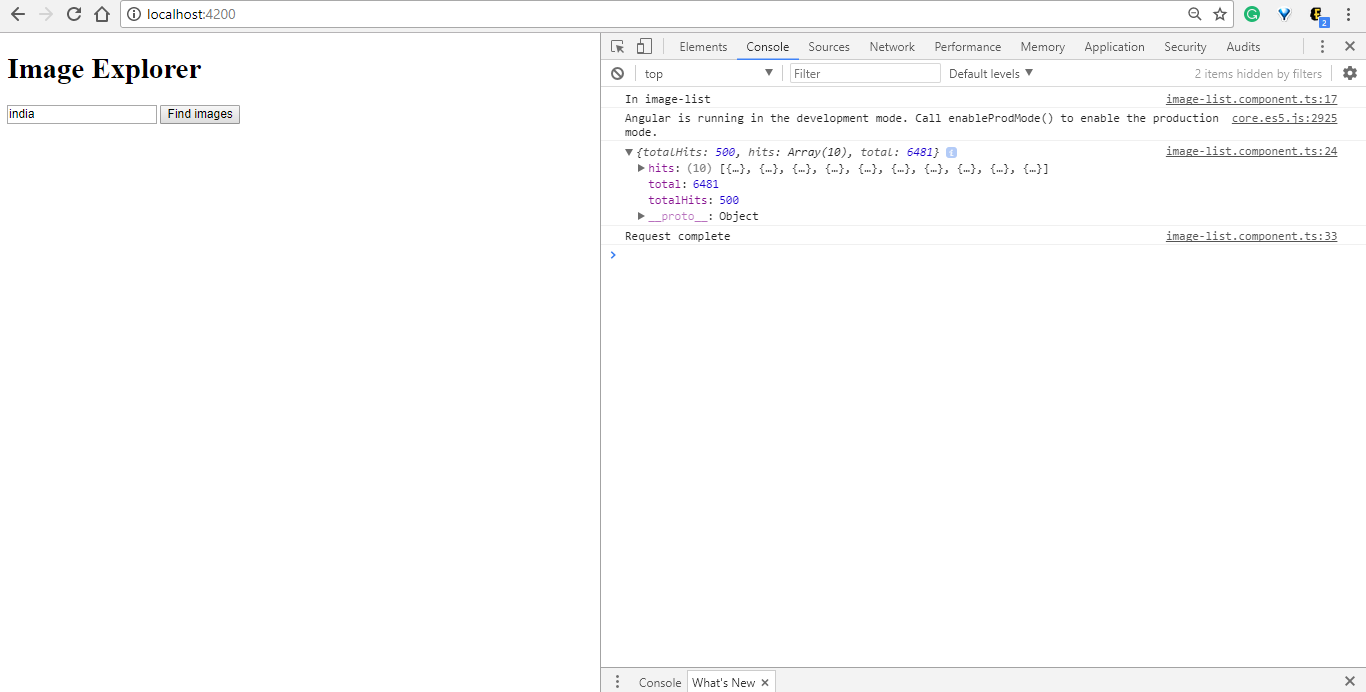 localhost:4200
2
Image Explorer
india
Find images
Elements Console Sources Network Performance Memory Application Security Audits
top Filter Default levels 2 items hidden by filters
In image-list image-list.component.ts:17
Angular is running in the development mode. Call enableProdMode() to enable the production core.es5.js:2925
mode.
{totalHits: 500, hits: Array(10), total: 6481} i image-list.component.ts:24
hits: (10) [{…}, {…}, {…}, {…}, {…}, {…}, {…}, {…}, {…}, {…}]
total: 6481
totalHits: 500
__proto__: Object
Request complete image-list.component.ts:33
Console What's New